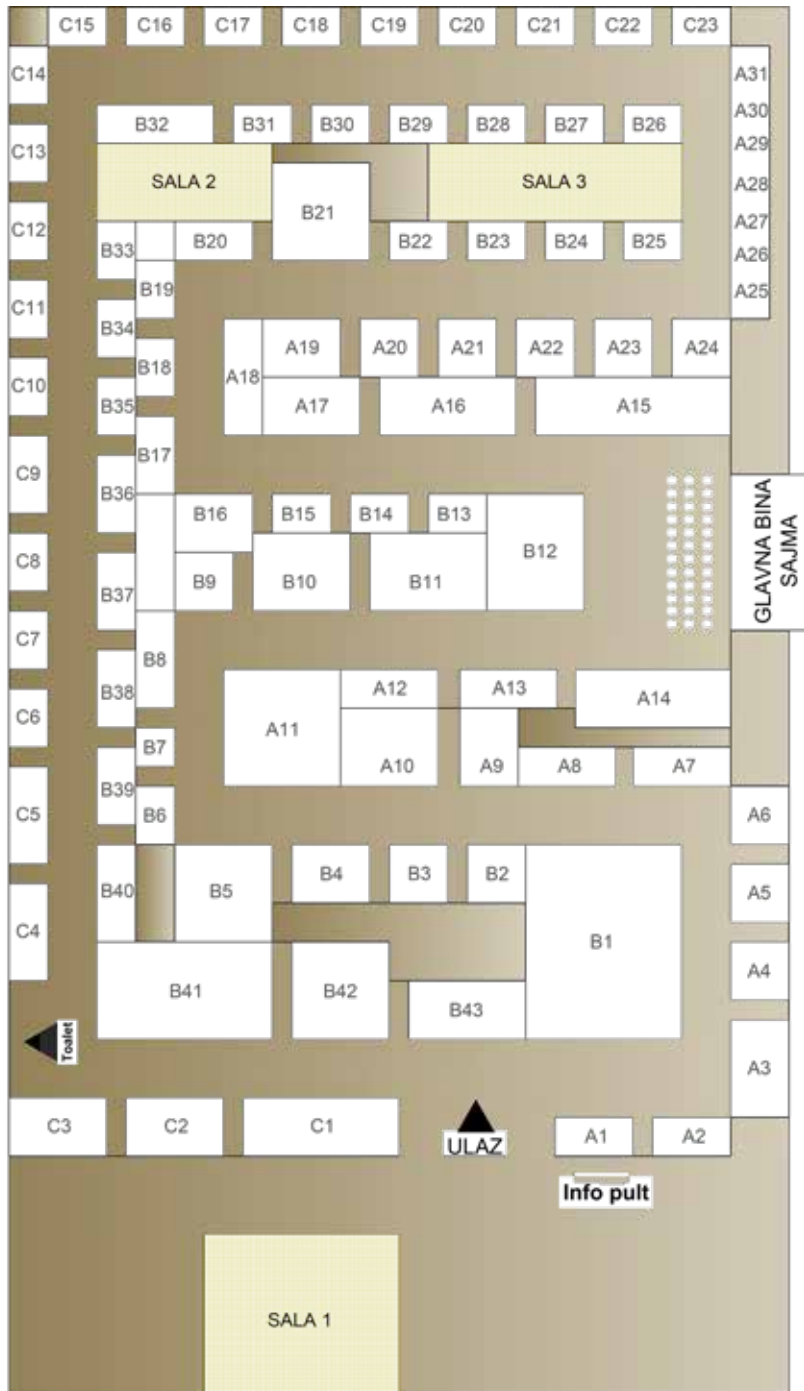 C15 C16 C17 C18 C19 C20 C21 C22 C23
C14
A31
A30
B32 B31 B30 B29 B28 B27 B26
C13
A29
SALA 2
SALA 3
A28
B21
C12
A27
B33
B20
B22 B23 B24 B25
A26
B19
A25
C11
B34
A19 A20 A21 A22 A23 A24
B18
C10
A18
B35
A17 A16 A15
B17
C9
B36
B16 B15 B14 B13
GLAVNA BINA
SAJMA
B12
C8
B9 B10 B11
B37
C7
B8
A12 A13
A14
B38
C6
A11
B7
A10 A9 A8 A7
B39
C5
B6
A6
B4 B3 B2
B40
B5
A5
C4
B1
A4
B41 B42
B43
Toalet
A3
C3 C2 C1
A1 A2
ULAZ
Info pult
SALA 1